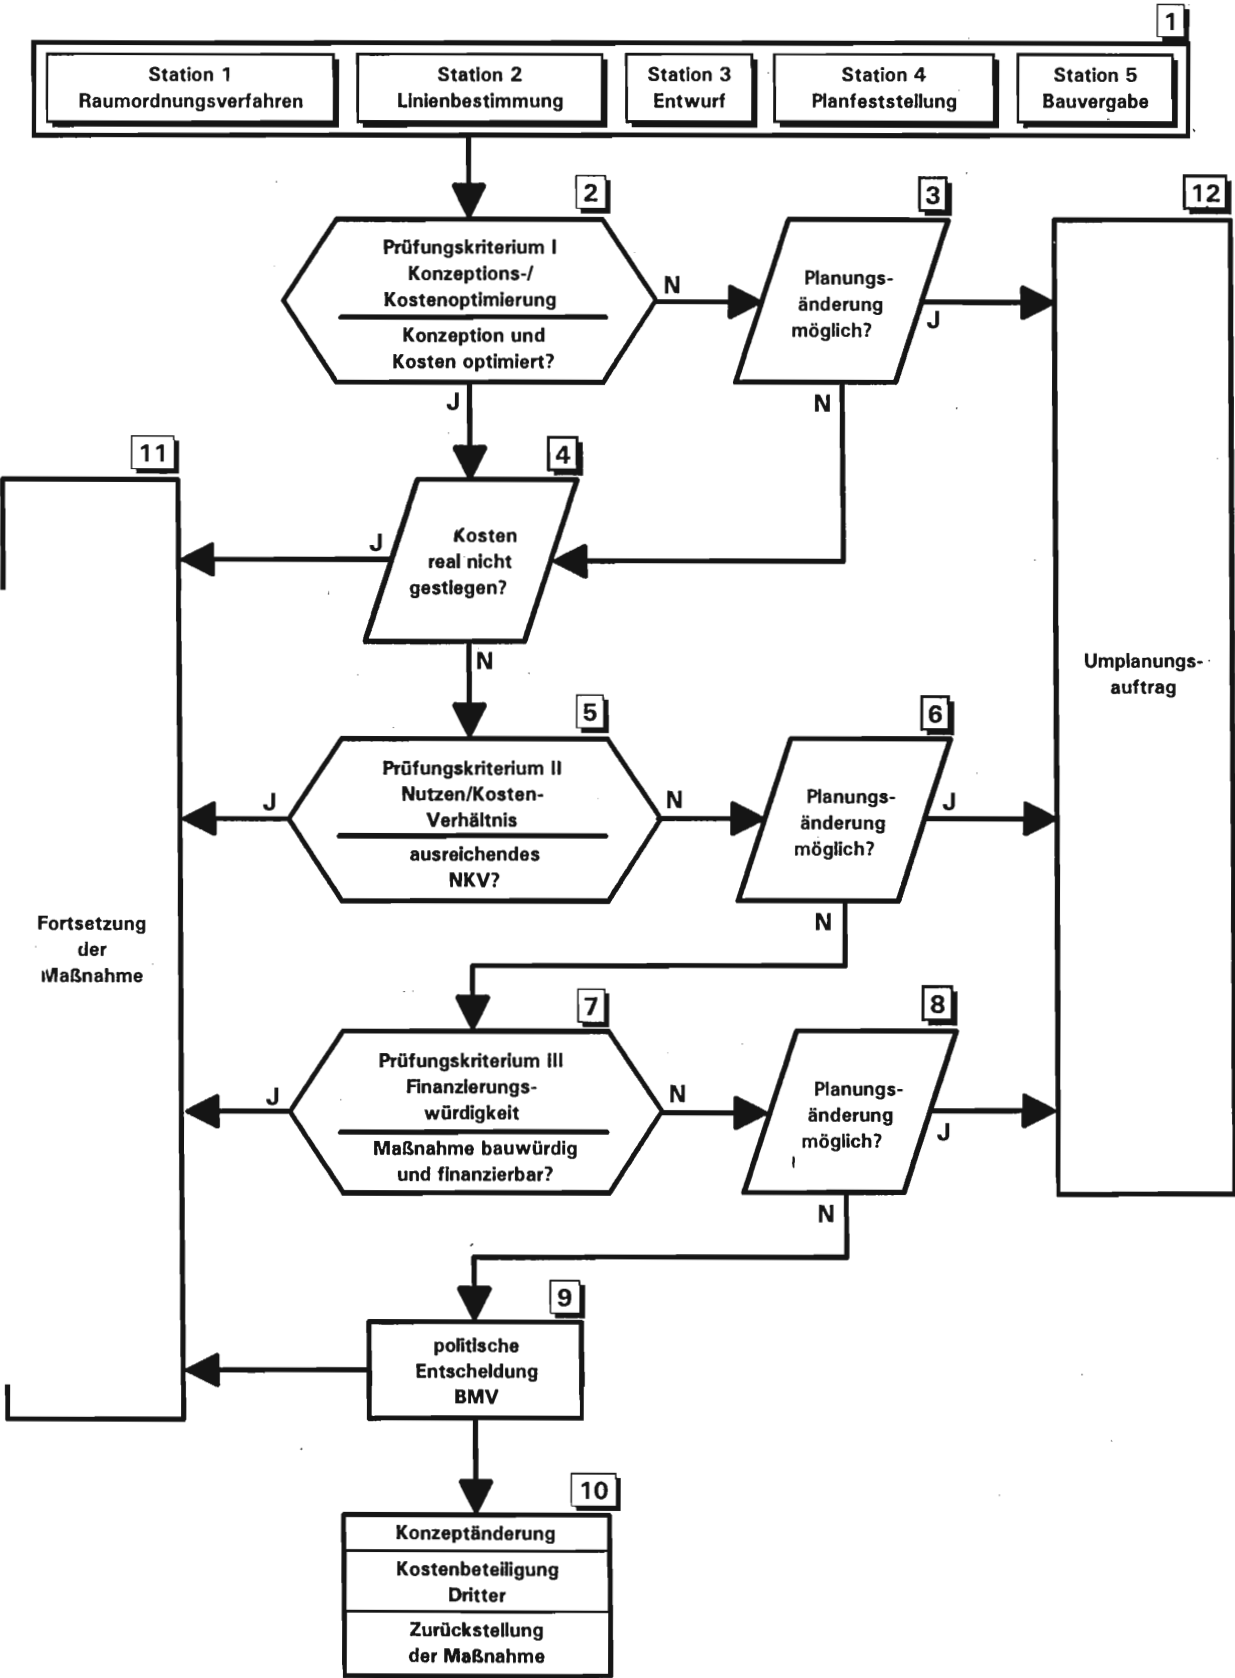 1
Station 1
Raumordnungsverfahren
Station 2
Linienbestimmung
Station 3
Entwurf
Station 4
Planfeststellung
Station 5
Bauvergabe
2
Prüfungskriterium I
Konzeptions-/
Kostenoptimierung
Konzeption und
Kosten optimiert?
N
J
3
Planungs-
änderung
möglich?
J
N
12
Umplanungs-
auftrag
11
Fortsetzung
der
Maßnahme
4
Kosten
real nicht
gestiegen?
J
N
5
Prüfungskriterium II
Nutzen/Kosten-
Verhältnis
ausreichendes
NKV?
J
N
6
Planungs-
änderung
möglich?
J
N
7
Prüfungskriterium III
Finanzierungs-
würdigkeit
Maßnahme bauwürdig
und finanzierbar?
J
N
8
Planungs-
änderung
möglich?
J
N
9
politische
Entscheidung
BMV
10
Konzeptänderung
Kostenbeteiligung
Dritter
Zurückstellung
der Maßnahme